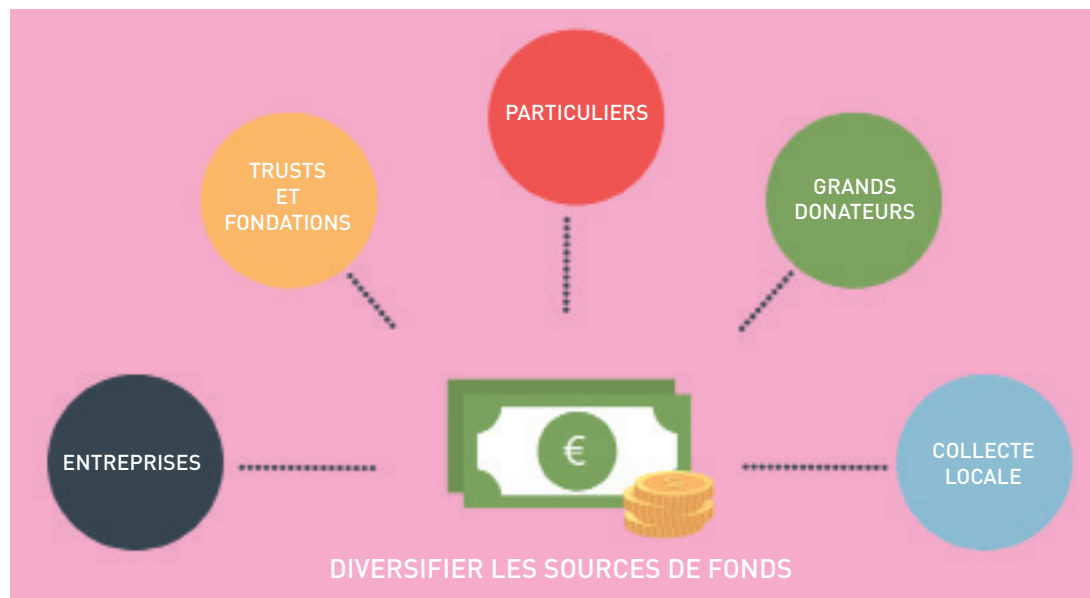 PARTICULIERS
TRUSTS
ET
FONDATIONS
GRANDS
DONATEURS
ENTREPRISES
€
COLLECTE
LOCALE
DIVERSIFIER LES SOURCES DE FONDS